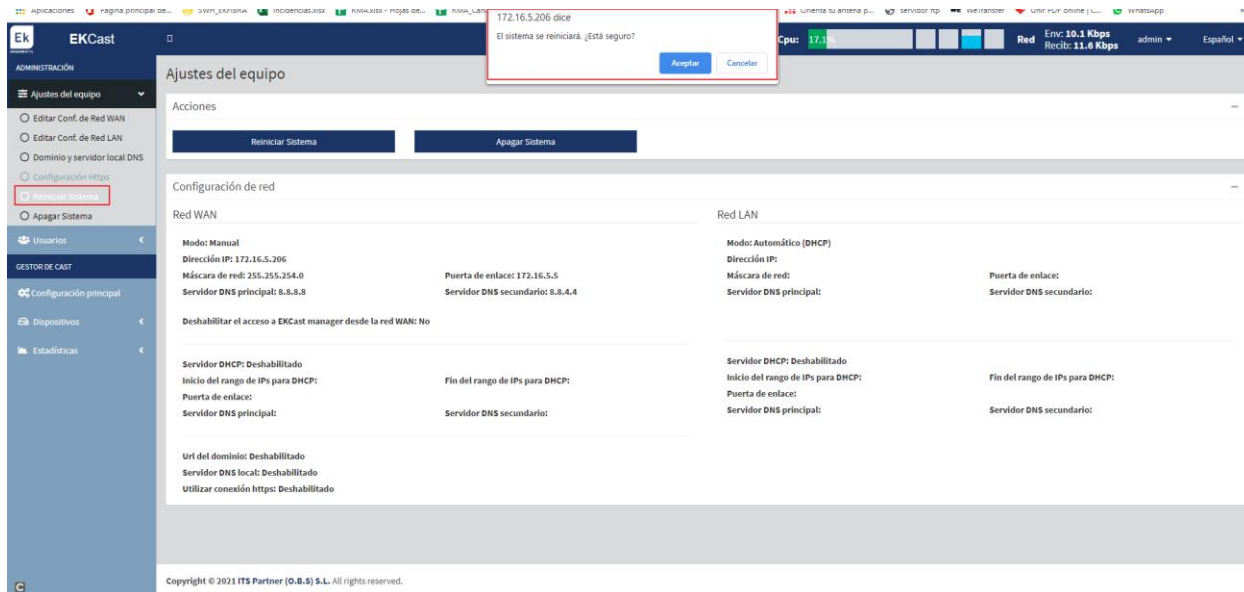 Aplicaciones
Pagina principal de...
SWM_EKFIBRA
Incidencias.xlsx
KMA.xlsx - Hojas de...
Orienta tu antena p...
servidor ftp
WeTransfer
Unir PDF online | C...
WhatsApp
172.16.5.206 dice
El sistema se reiniciará. ¿Está seguro?
Aceptar
Cancelar
Ek
EKCast
Cpu: 17.1%
Red
Env: 10.1 Kbps
Recib: 11.6 Kbps
admin
Español
ADMINISTRACIÓN
Ajustes del equipo
Editar Conf. de Red WAN
Editar Conf. de Red LAN
Dominio y servidor local DNS
Configuración Https
Reiniciar Sistema
Apagar Sistema
Usuarios
GESTOR DE CAST
Configuración principal
Dispositivos
Estadísticas
Ajustes del equipo
Acciones
Reiniciar Sistema
Apagar Sistema
Configuración de red
Red WAN
Modo: Manual
Dirección IP: 172.16.5.206
Máscara de red: 255.255.254.0
Puerta de enlace: 172.16.5.5
Servidor DNS principal: 8.8.8.8
Servidor DNS secundario: 8.8.4.4
Deshabilitar el acceso a EKCast manager desde la red WAN: No
Servidor DHCP: Deshabilitado
Inicio del rango de IPs para DHCP:
Fin del rango de IPs para DHCP:
Puerta de enlace:
Servidor DNS principal:
Servidor DNS secundario:
Url del dominio: Deshabilitado
Servidor DNS local: Deshabilitado
Utilizar conexión https: Deshabilitado
Red LAN
Modo: Automático (DHCP)
Dirección IP:
Máscara de red:
Puerta de enlace:
Servidor DNS principal:
Servidor DNS secundario:
Servidor DHCP: Deshabilitado
Inicio del rango de IPs para DHCP:
Fin del rango de IPs para DHCP:
Puerta de enlace:
Servidor DNS principal:
Servidor DNS secundario:
Copyright © 2021 ITS Partner (O.B.S) S.L. All rights reserved.